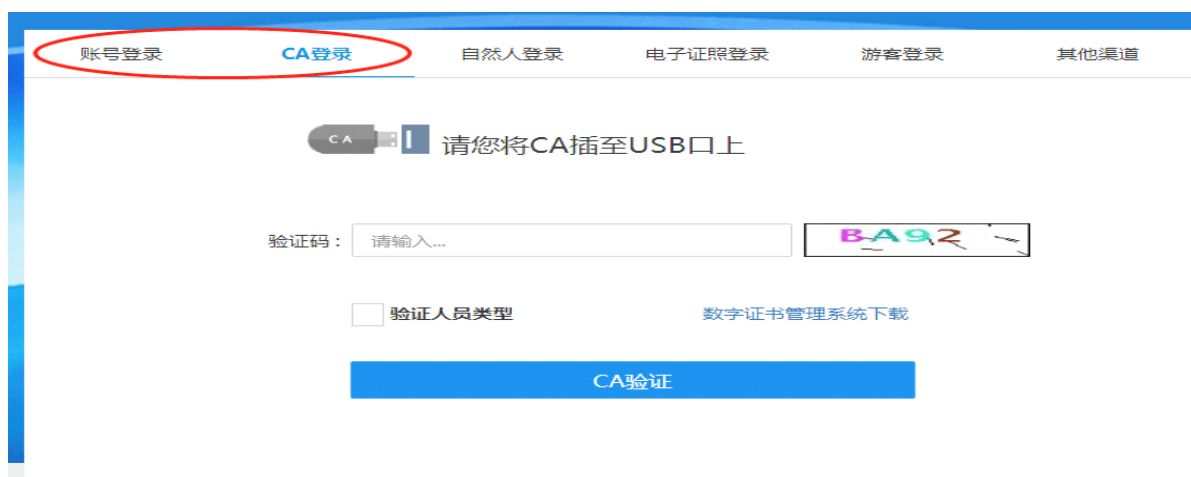 账号登录 CA登录 自然人登录 电子证照登录 游客登录 其他渠道
CA 请您将CA插至USB口上
验证码： 请输入... BA92
验证人员类型 数字证书管理系统下载
CA验证